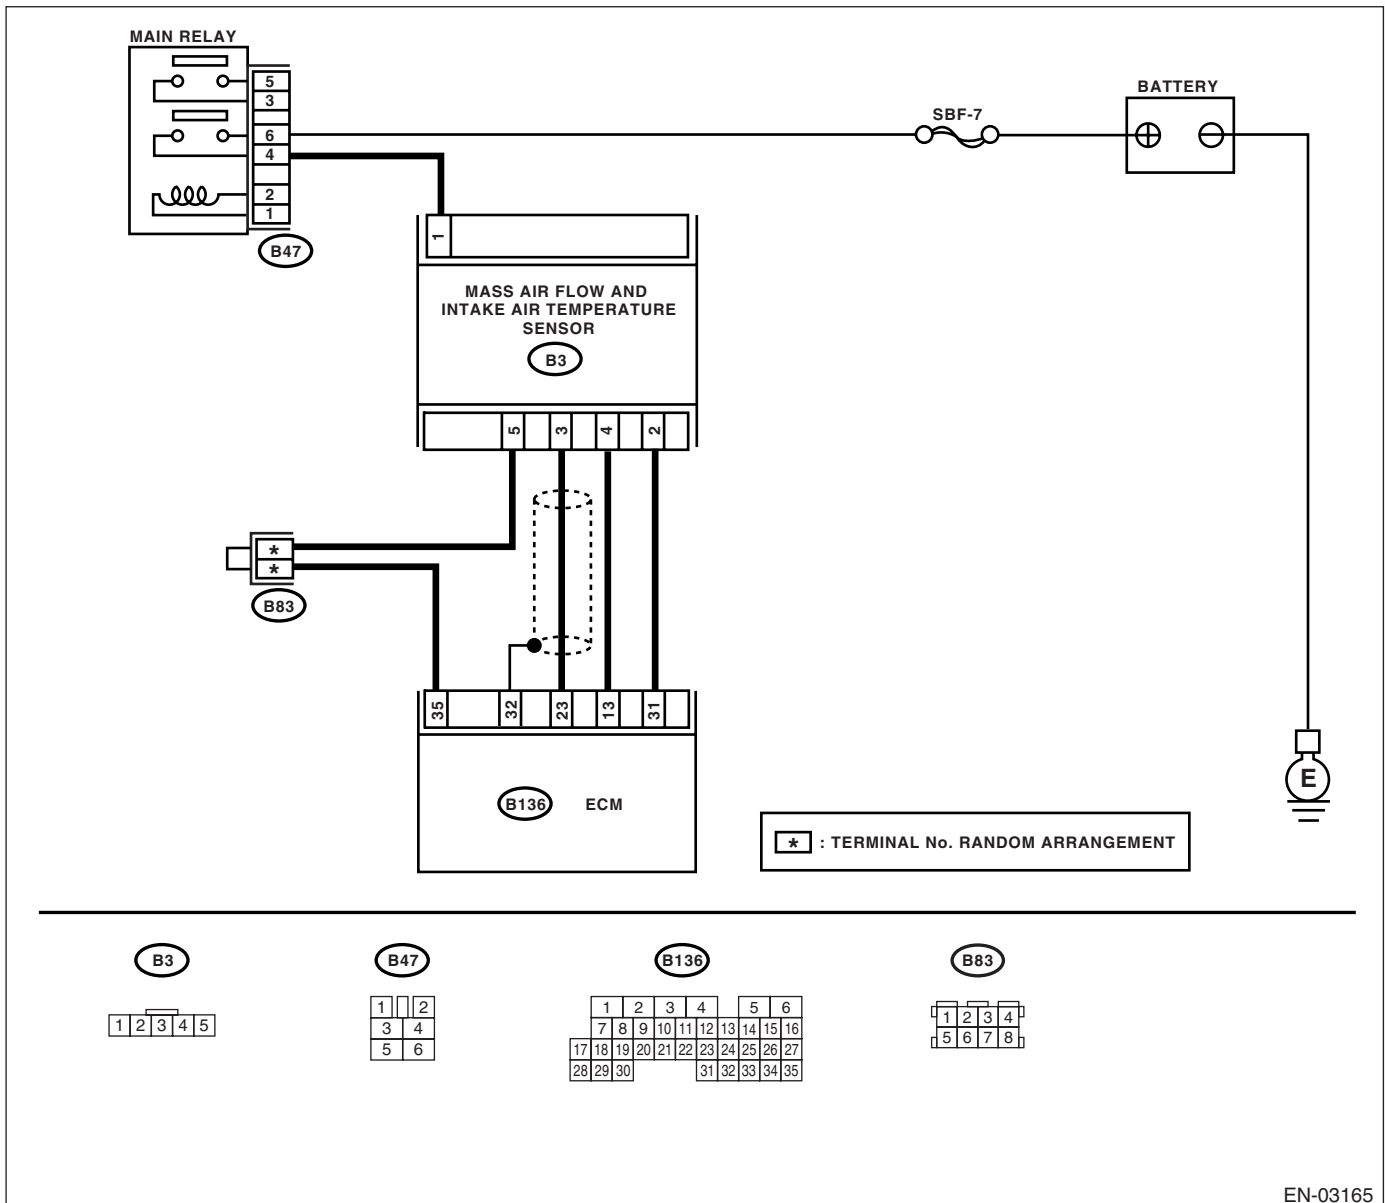 MAIN RELAY
5
3
6
4
2
1
B47
SBF-7
BATTERY
1
MASS AIR FLOW AND
INTAKE AIR TEMPERATURE
SENSOR
B3
5 3 4 2
*
*
B83
35 32 23 13 31
B136 ECM
E
* : TERMINAL No. RANDOM ARRANGEMENT
B3
1 2 3 4 5
B47
1 2
3 4
5 6
B136
1 2 3 4 5 6
7 8 9 10 11 12 13 14 15 16
17 18 19 20 21 22 23 24 25 26 27
28 29 30 31 32 33 34 35
B83
1 2 3 4
5 6 7 8
EN-03165